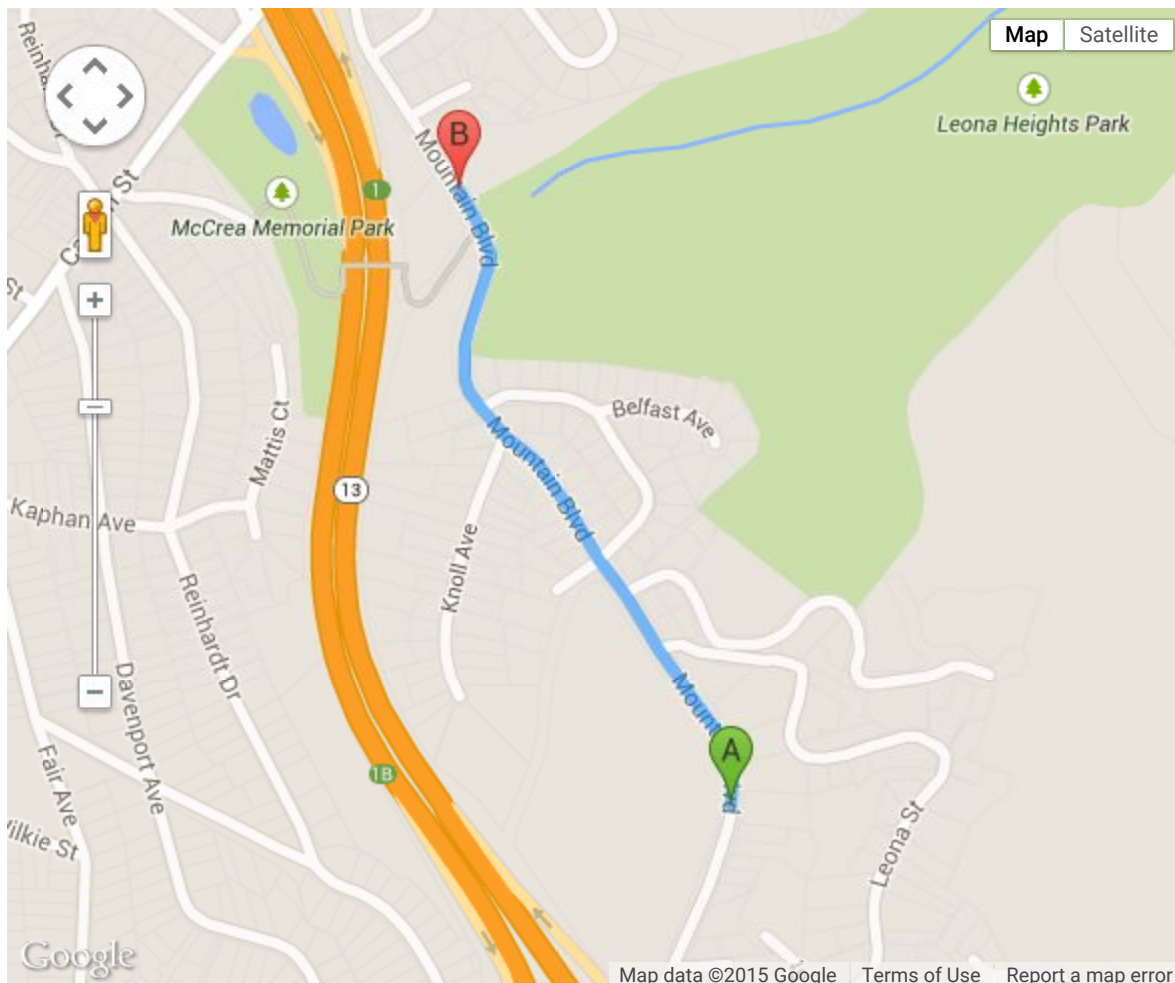 Map
Satellite
Leona Heights Park
B
Mountain Blvd
1
McCrea Memorial Park
St
Belfast Ave
Mattis Ct
Mountain Blvd
13
Kaphan Ave
Knoll Ave
Reinhardt Dr
Davenport Ave
A
1B
Fair Ave
Leona St
Google
Map data ©2015 Google
Terms of Use
Report a map error